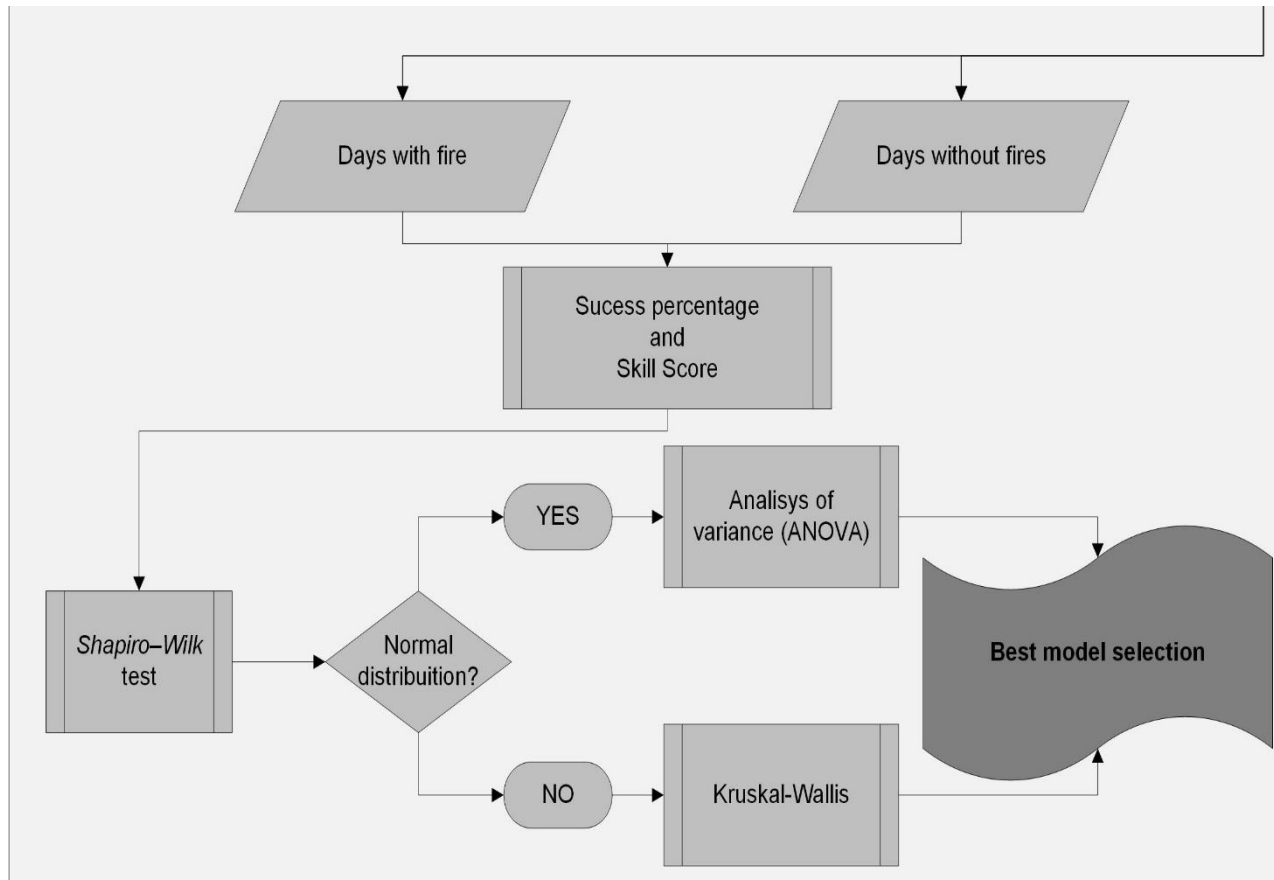 Days with fire
Days without fires
Sucess percentage
and
Skill Score
YES
Analisys of
variance (ANOVA)
Shapiro–Wilk
test
Normal
distribuition?
Best model selection
NO
Kruskal-Wallis